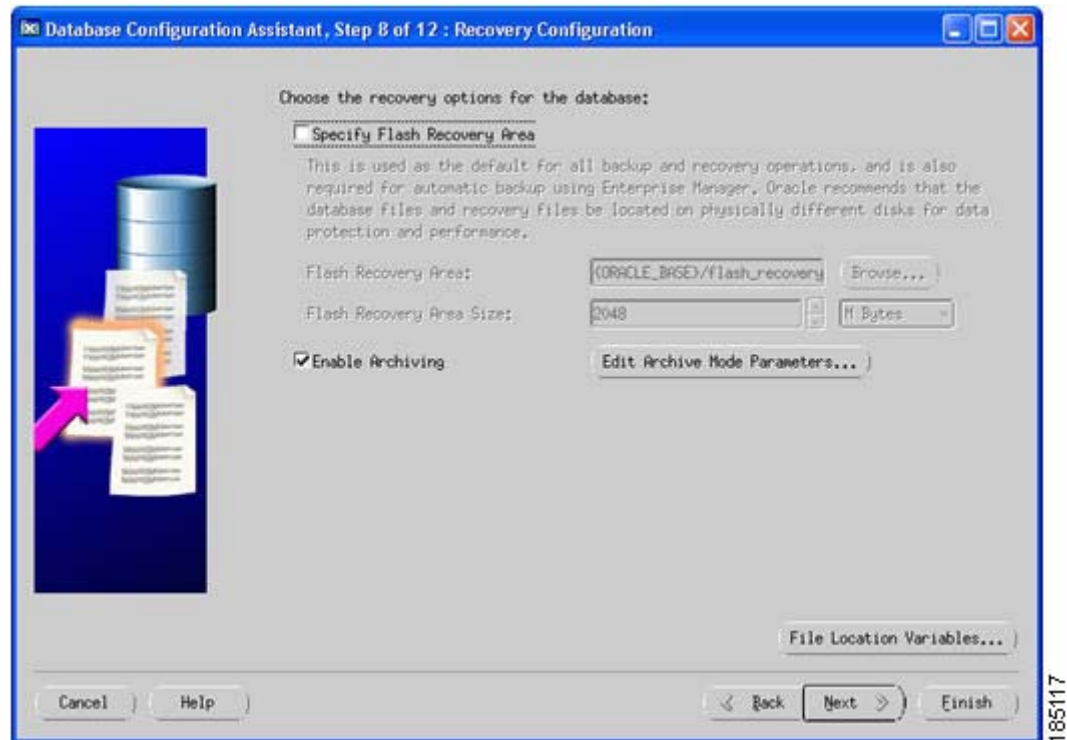 Database Configuration Assistant, Step 8 of 12 : Recovery Configuration
Choose the recovery options for the database:
Specify Flash Recovery Area
This is used as the default for all backup and recovery operations, and is also
required for automatic backup using Enterprise Manager. Oracle recommends that the
database files and recovery files be located on physically different disks for data
protection and performance.
Flash Recovery Area: {ORACLE_BASE}/flash_recovery Browse...
Flash Recovery Area Size: 2048 M Bytes
Enable Archiving Edit Archive Mode Parameters...
File Location Variables...
Cancel Help Back Next Finish
185117